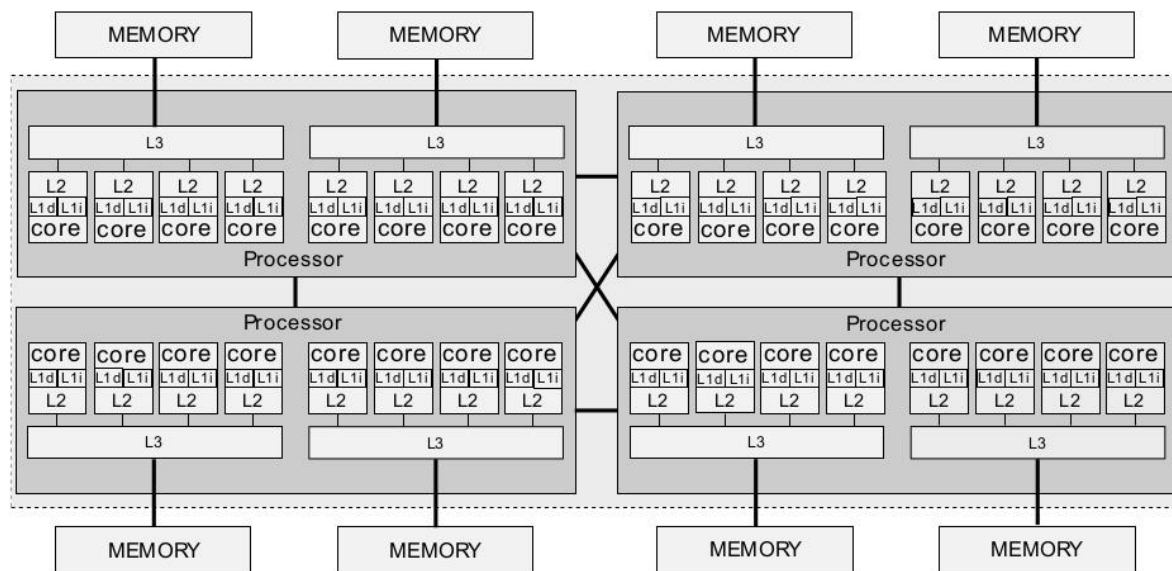 MEMORY MEMORY MEMORY MEMORY
L3 L3 L3 L3
L2 L2 L2 L2 L2 L2 L2 L2 L2 L2 L2 L2 L2 L2 L2 L2
L1d L1i L1d L1i L1d L1i L1d L1i L1d L1i L1d L1i L1d L1i L1d L1i L1d L1i L1d L1i L1d L1i L1d L1i L1d L1i L1d L1i L1d L1i L1d L1i
core core core core core core core core core core core core core core core core
Processor Processor
Processor Processor
core core core core core core core core core core core core core core core core
L1d L1i L1d L1i L1d L1i L1d L1i L1d L1i L1d L1i L1d L1i L1d L1i L1d L1i L1d L1i L1d L1i L1d L1i L1d L1i L1d L1i L1d L1i L1d L1i
L2 L2 L2 L2 L2 L2 L2 L2 L2 L2 L2 L2 L2 L2 L2 L2
L3 L3 L3 L3
MEMORY MEMORY MEMORY MEMORY